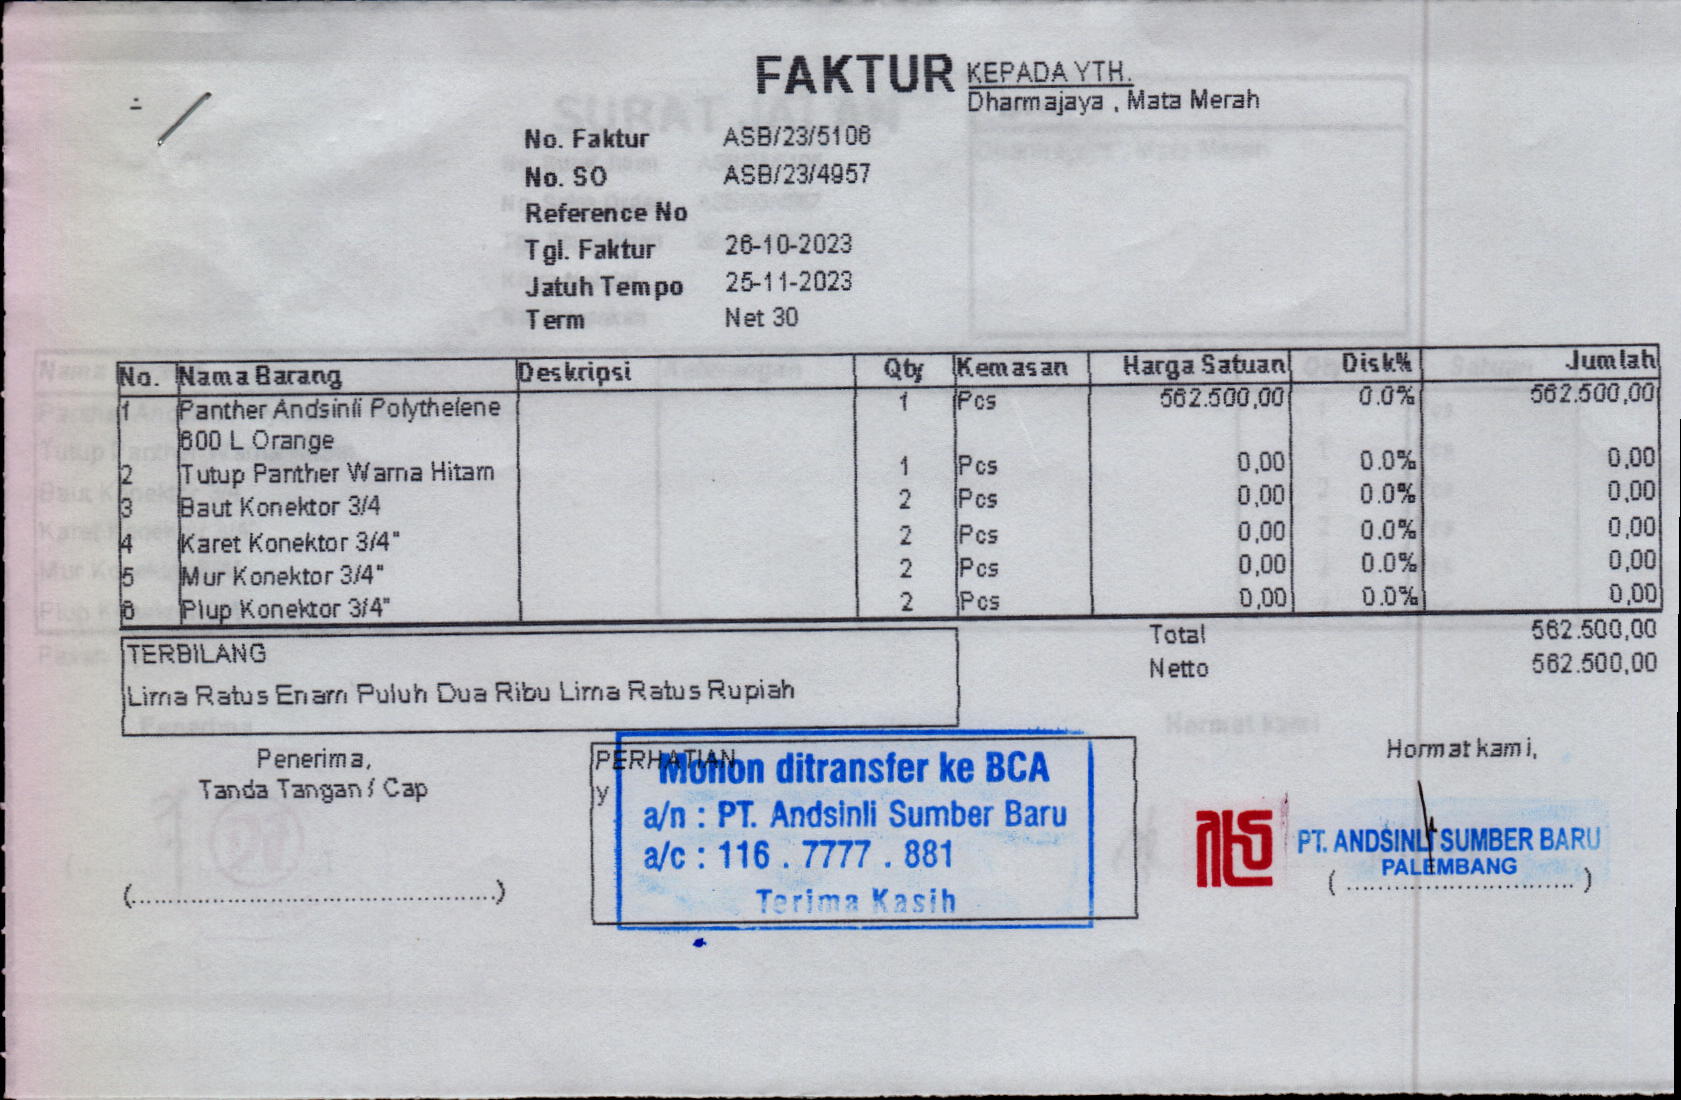 FAKTUR
KEPADA YTH.
Dharmajaya , Mata Merah
No. Faktur ASB/23/5106
No. SO ASB/23/4957
Reference No
Tgl. Faktur 26-10-2023
Jatuh Tempo 25-11-2023
Term Net 30
No. Nama Barang Deskripsi Qty Kemasan Harga Satuan Disk% Jumlah
1 Panther Andsinli Polythelene 1 Pcs 562.500,00 0.0% 562.500,00
600 L Orange
2 Tutup Panther Warna Hitam 1 Pcs 0,00 0.0% 0,00
3 Baut Konektor 3/4 2 Pcs 0,00 0.0% 0,00
4 Karet Konektor 3/4" 2 Pcs 0,00 0.0% 0,00
5 Mur Konektor 3/4" 2 Pcs 0,00 0.0% 0,00
6 Plup Konektor 3/4" 2 Pcs 0,00 0.0% 0,00
Total 562.500,00
Netto 562.500,00
TERBILANG
Lima Ratus Enam Puluh Dua Ribu Lima Ratus Rupiah
Penerima,
Tanda Tangan / Cap
(..............................................)
PERHATIAN
y
Mohon ditransfer ke BCA
a/n : PT. Andsinli Sumber Baru
a/c : 116 . 7777 . 881
Terima Kasih
Hormat kami,
PT. ANDSINLI SUMBER BARU
PALEMBANG
( ............................. )